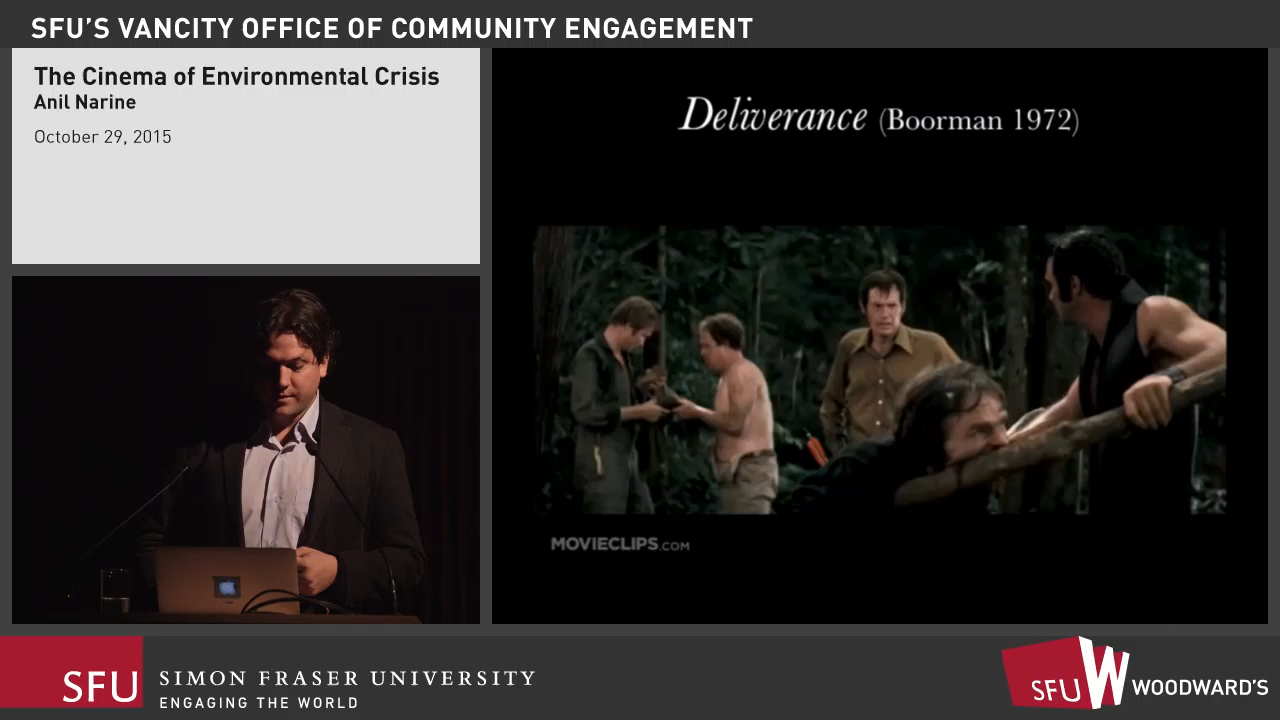 SFU'S VANCITY OFFICE OF COMMUNITY ENGAGEMENT
The Cinema of Environmental Crisis
Anil Narine
October 29, 2015
Deliverance (Boorman 1972)
MOVIECLIPS.COM
SFU
SIMON FRASER UNIVERSITY
ENGAGING THE WORLD
SFU W WOODWARD'S